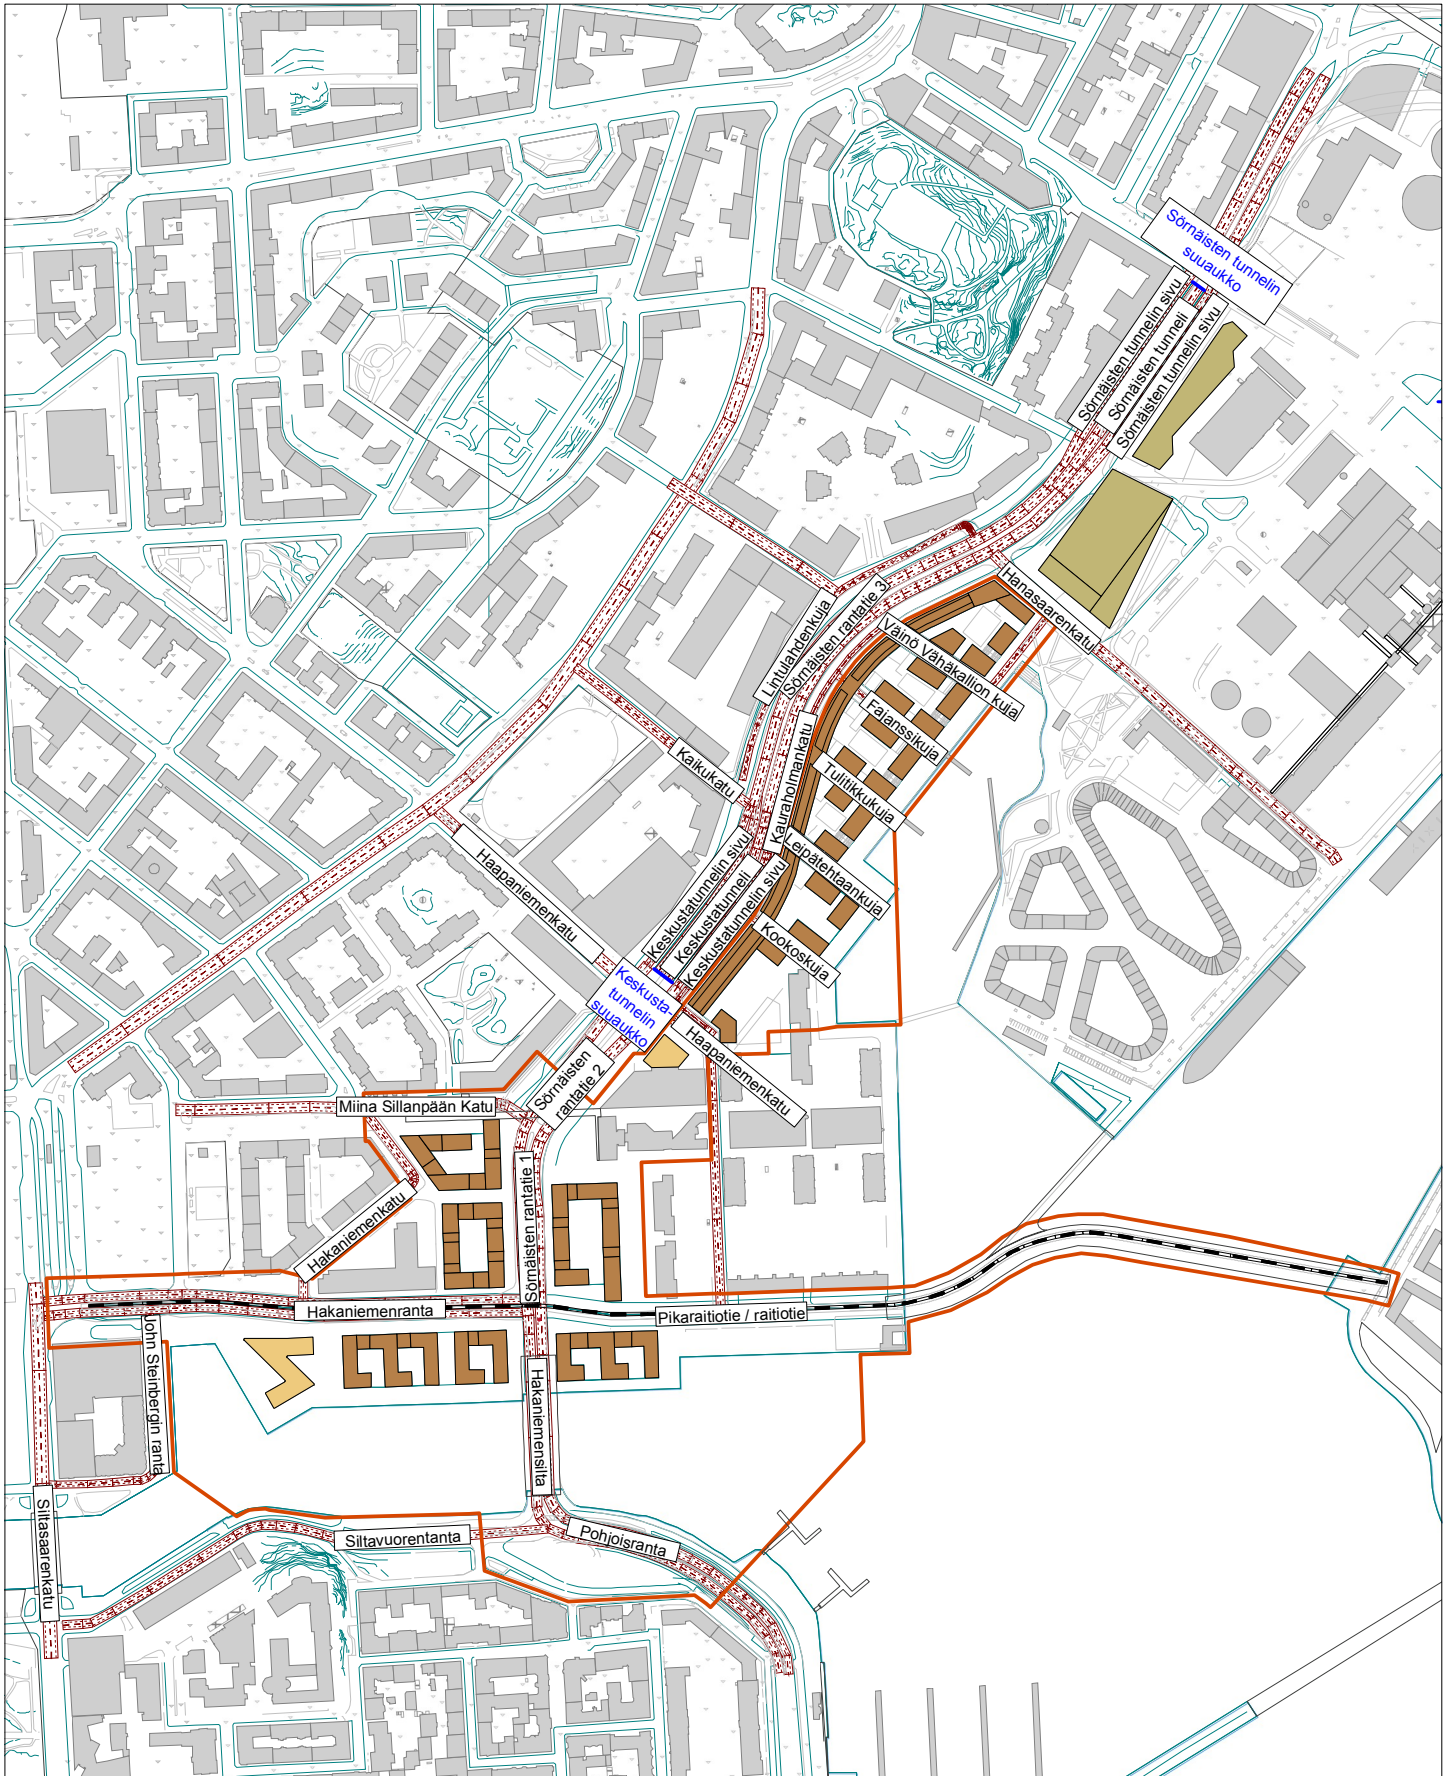 Sörnäisten tunnelin
suuaukko
Sörnäisten tunnelin sivu
Sörnäisten tunneli
Sörnäisten tunnelin sivu
Hanasaarenkatu
Lintulahdenkuja
Sörnäisten rantatie 3
Väinö Vähäkallion kuja
Fajanssikuja
Kaikukatu
Kauraholmankatu
Tulitikkukuja
Leipätehtaankuja
Haapaniemenkatu
Keskustatunnelin sivu
Keskustatunneli
Keskustatunnelin sivu
Kookoskuja
Keskusta-
tunnelin
suuaukko
Haapaniemenkatu
Sörnäisten
rantatie 2
Miina Sillanpään Katu
Sörnäisten rantatie 1
Hakaniemenkatu
Hakaniemenranta
Pikaraitiotie / raitiotie
John Steinbergin ranta
Hakaniemensilta
Siltasaarenkatu
Siltavuorentanta
Pohjoisranta